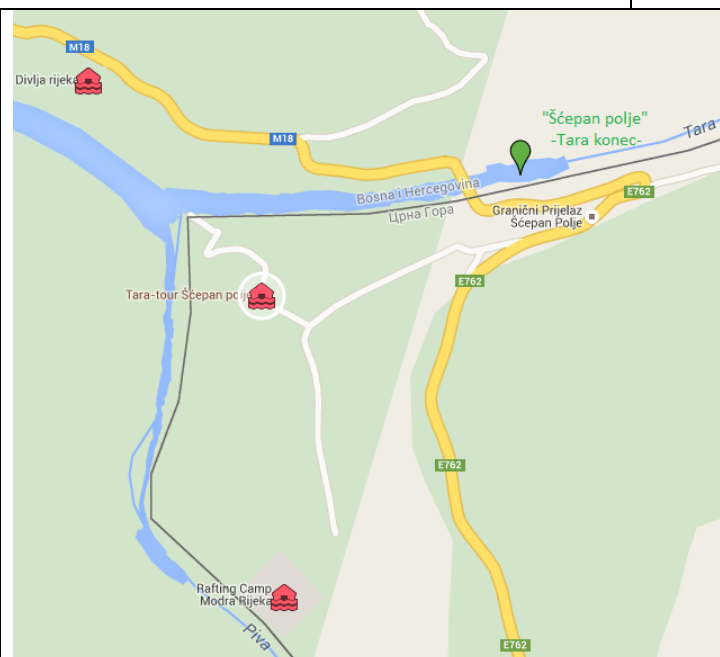 M18
Divlja rijeka
"Šćepan polje"
-Tara konec-
Tara
M18
Bosna i Hercegovina
Црна Гора
E762
Granični Prijelaz
Šćepan Polje
E762
Tara-tour Šćepan polje
E762
Rafting Camp
Modra Rijeka
Piva
E762